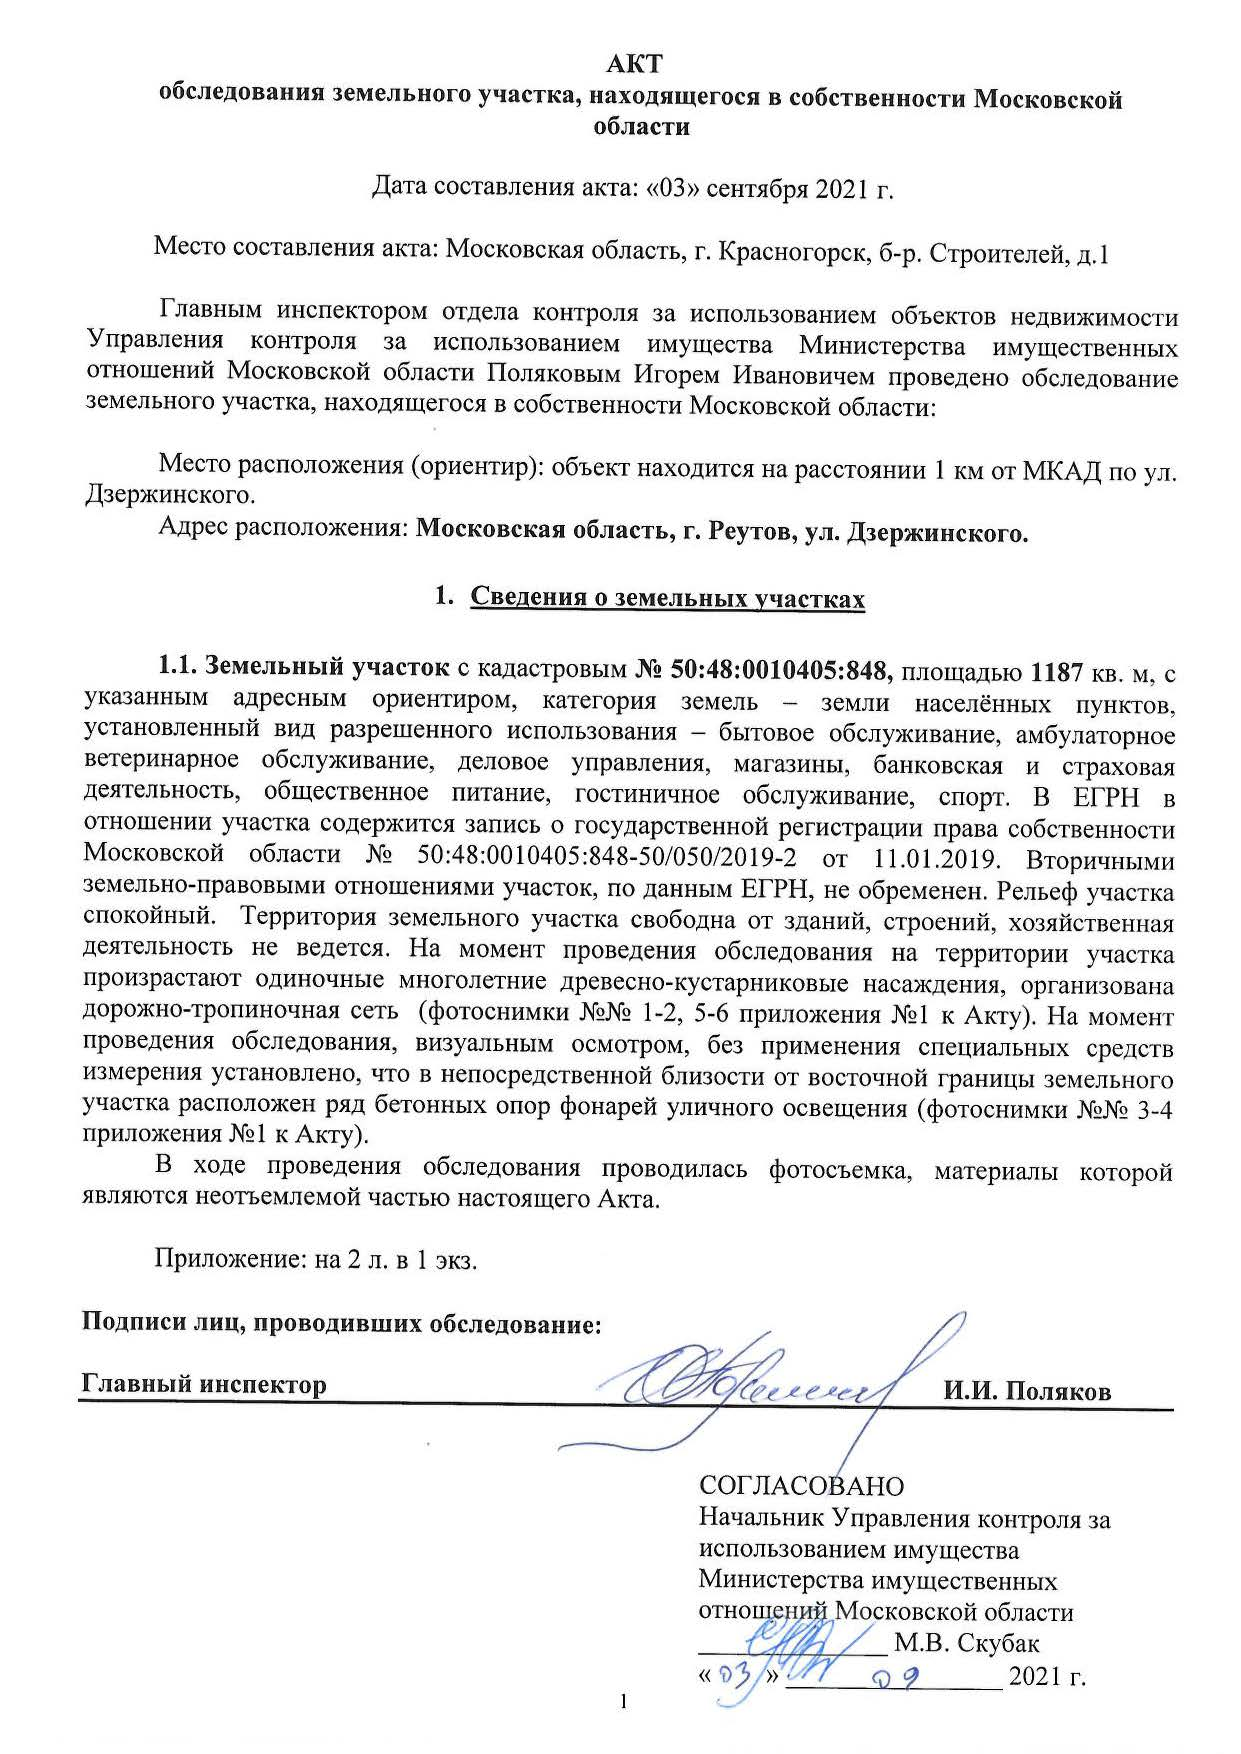 АКТ
обследования земельного участка, находящегося в собственности Московской
области
Дата составления акта: «03» сентября 2021 г.
Место составления акта: Московская область, г. Красногорск, б-р. Строителей, д.1
Главным инспектором отдела контроля за использованием объектов недвижимости
Управления контроля за использованием имущества Министерства имущественных
отношений Московской области Поляковым Игорем Ивановичем проведено обследование
земельного участка, находящегося в собственности Московской области:
Место расположения (ориентир): объект находится на расстоянии 1 км от МКАД по ул.
Дзержинского.
Адрес расположения: Московская область, г. Реутов, ул. Дзержинского.
1. Сведения о земельных участках
1.1. Земельный участок с кадастровым № 50:48:0010405:848, площадью 1187 кв. м, с
указанным адресным ориентиром, категория земель – земли населённых пунктов,
установленный вид разрешенного использования – бытовое обслуживание, амбулаторное
ветеринарное обслуживание, деловое управления, магазины, банковская и страховая
деятельность, общественное питание, гостиничное обслуживание, спорт. В ЕГРН в
отношении участка содержится запись о государственной регистрации права собственности
Московской области № 50:48:0010405:848-50/050/2019-2 от 11.01.2019. Вторичными
земельно-правовыми отношениями участок, по данным ЕГРН, не обременен. Рельеф участка
спокойный. Территория земельного участка свободна от зданий, строений, хозяйственная
деятельность не ведется. На момент проведения обследования на территории участка
произрастают одиночные многолетние древесно-кустарниковые насаждения, организована
дорожно-тропиночная сеть (фотоснимки №№ 1-2, 5-6 приложения №1 к Акту). На момент
проведения обследования, визуальным осмотром, без применения специальных средств
измерения установлено, что в непосредственной близости от восточной границы земельного
участка расположен ряд бетонных опор фонарей уличного освещения (фотоснимки №№ 3-4
приложения №1 к Акту).
В ходе проведения обследования проводилась фотосъемка, материалы которой
являются неотъемлемой частью настоящего Акта.
Приложение: на 2 л. в 1 экз.
Подписи лиц, проводивших обследование:
Главный инспектор И.И. Поляков
СОГЛАСОВАНО
Начальник Управления контроля за
использованием имущества
Министерства имущественных
отношений Московской области
______________ М.В. Скубак
« 03 » 09 2021 г.
1